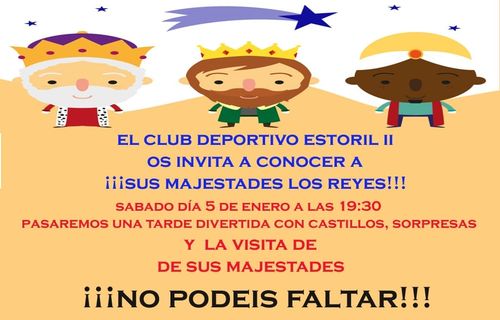 EL CLUB DEPORTIVO ESTORIL II
OS INVITA A CONOCER A
¡¡¡SUS MAJESTADES LOS REYES!!!
SABADO DÍA 5 DE ENERO A LAS 19:30
PASAREMOS UNA TARDE DIVERTIDA CON CASTILLOS, SORPRESAS
Y LA VISITA DE
DE SUS MAJESTADES
¡¡¡NO PODEIS FALTAR!!!